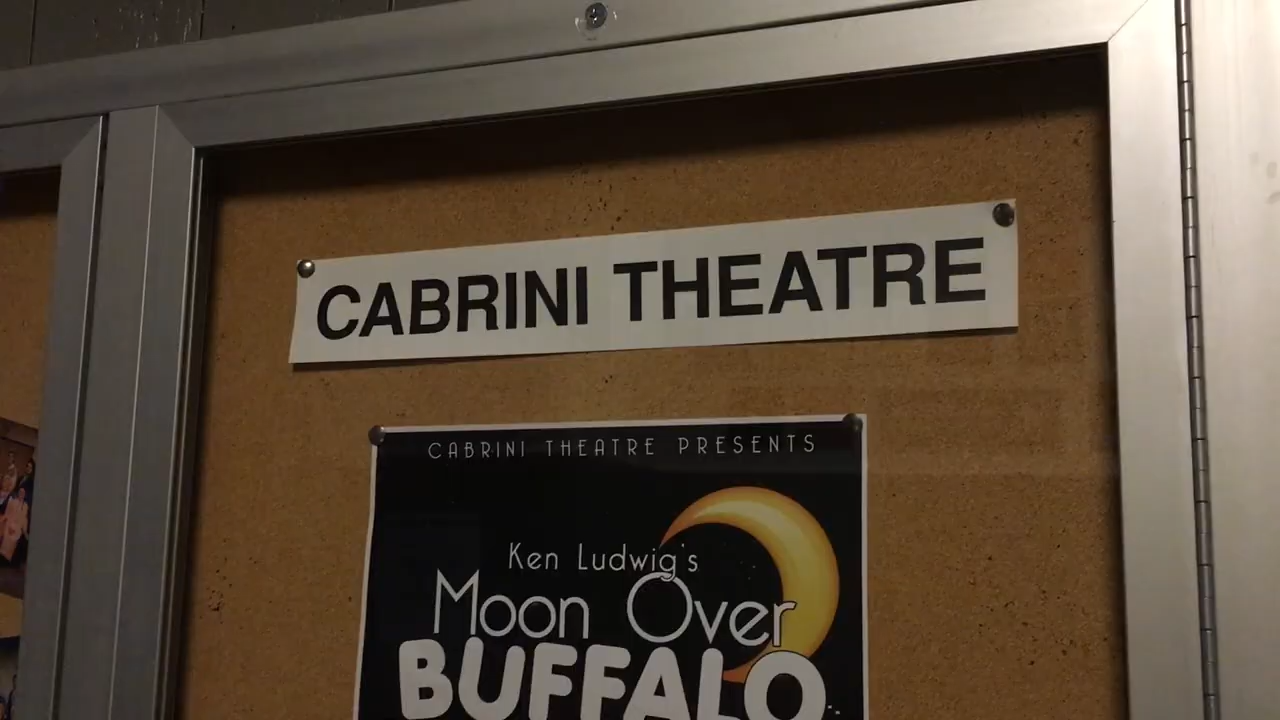 CABRINI THEATRE
CABRINI THEATRE PRESENTS
Ken Ludwig's
Moon Over
BUFFALO